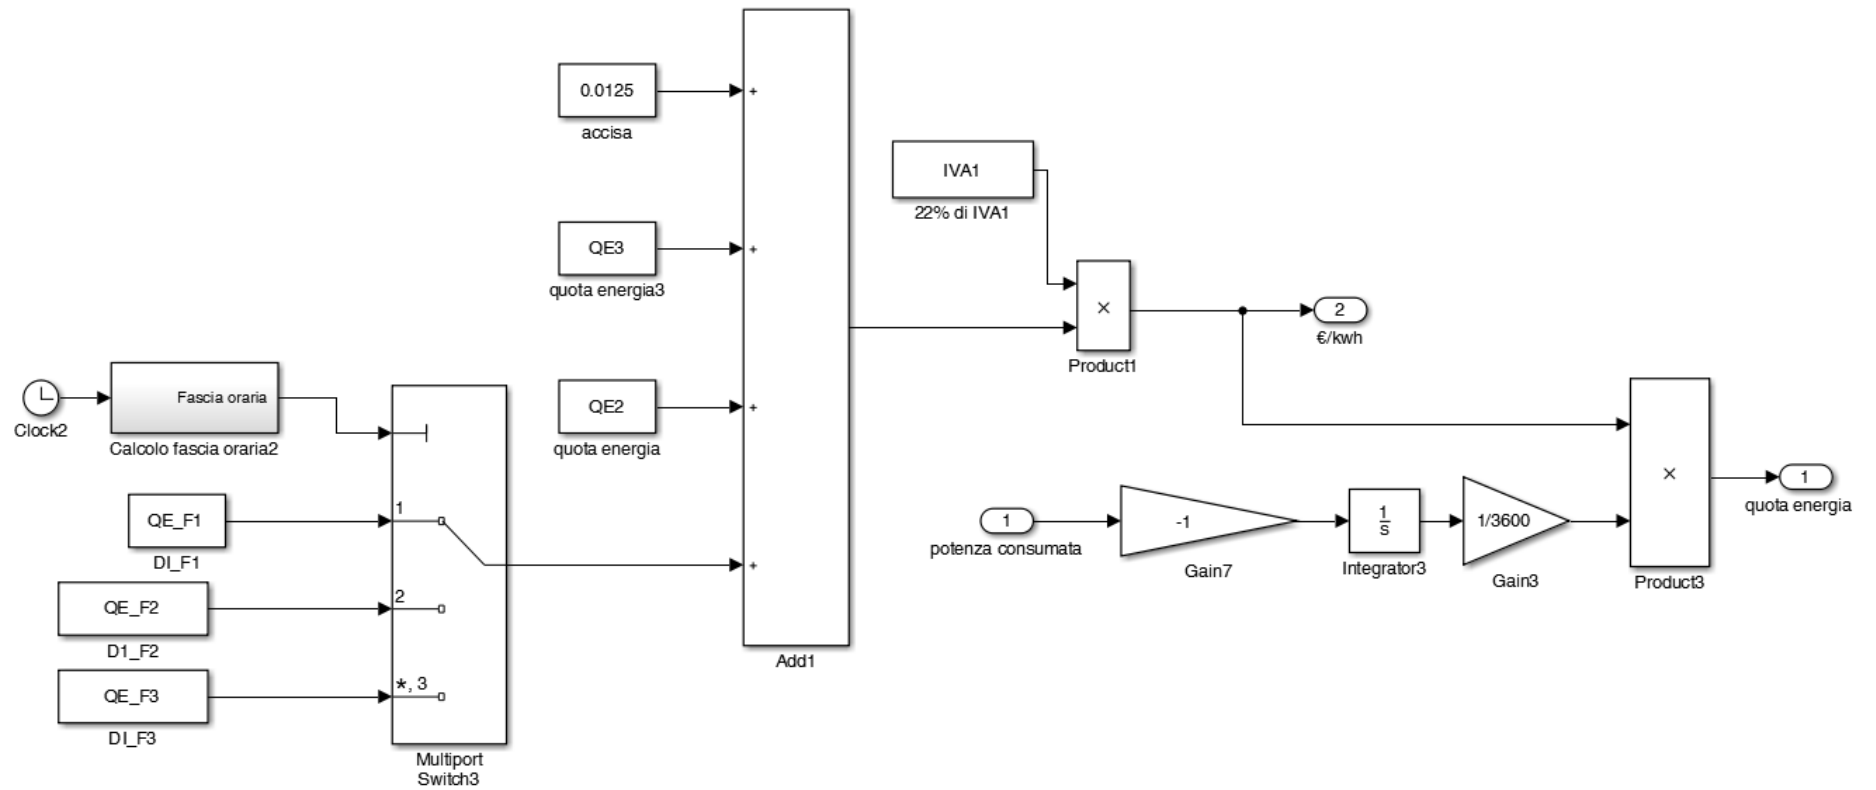 0.0125
accisa
+
QE3
quota energia3
+
QE2
quota energia
+
+
Add1
Clock2
Fascia oraria
Calcolo fascia oraria2
QE_F1
DI_F1
QE_F2
D1_F2
QE_F3
DI_F3
1
2
*, 3
Multiport
Switch3
IVA1
22% di IVA1
×
Product1
2
€/kwh
1
potenza consumata
-1
Gain7
1
s
Integrator3
1/3600
Gain3
×
Product3
1
quota energia